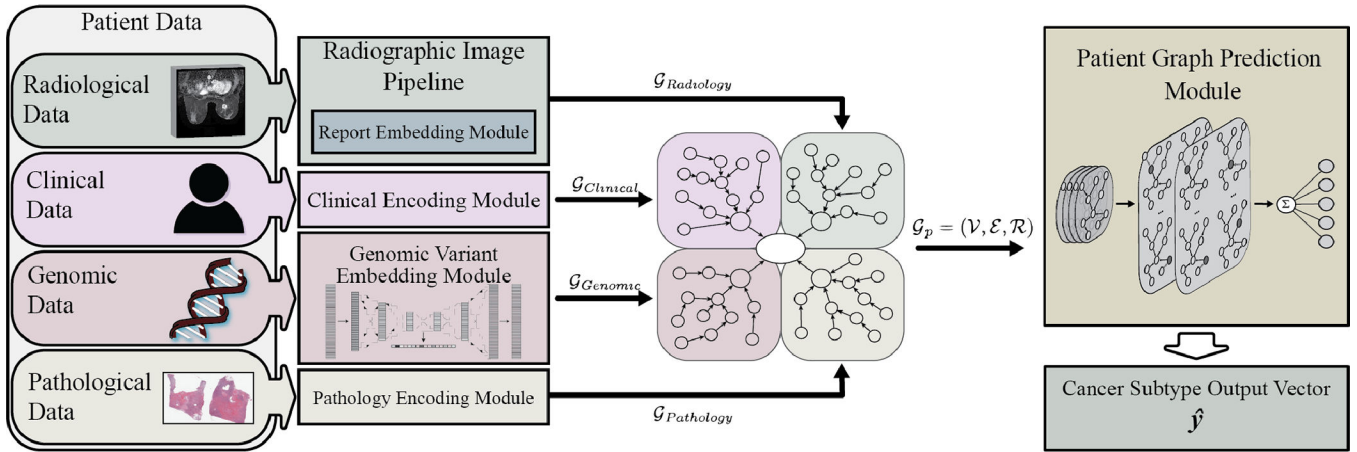 Patient Data
Radiological
Data
Clinical
Data
Genomic
Data
Pathological
Data
Radiographic Image
Pipeline
Report Embedding Module
Clinical Encoding Module
Genomic Variant
Embedding Module
Pathology Encoding Module
𝒢Radiology
𝒢Clinical
𝒢Genomic
𝒢Pathology
𝒢p = (𝒱, ℰ, ℛ)
Patient Graph Prediction
Module
Σ
Cancer Subtype Output Vector
ŷ